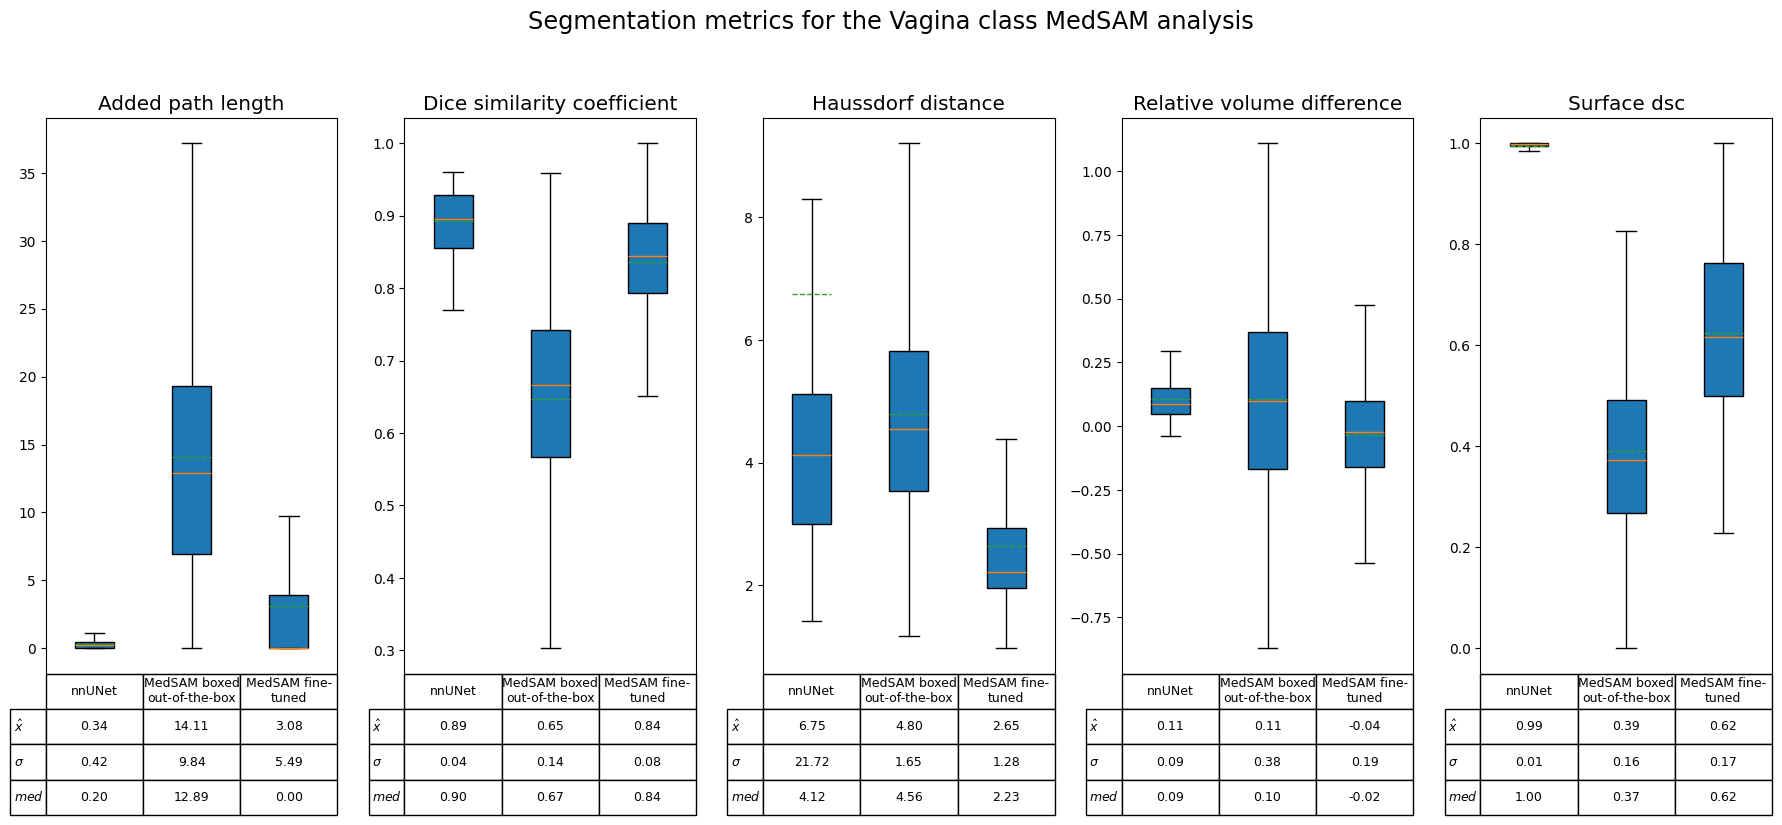 Segmentation metrics for the Vagina class MedSAM analysis
Added path length
35
30
25
20
15
10
5
0
nnUNet MedSAM boxed MedSAM fine-
out-of-the-box tuned
x̂ 0.34 14.11 3.08
σ 0.42 9.84 5.49
med 0.20 12.89 0.00
Dice similarity coefficient
1.0
0.9
0.8
0.7
0.6
0.5
0.4
0.3
nnUNet MedSAM boxed MedSAM fine-
out-of-the-box tuned
x̂ 0.89 0.65 0.84
σ 0.04 0.14 0.08
med 0.90 0.67 0.84
Haussdorf distance
8
6
4
2
nnUNet MedSAM boxed MedSAM fine-
out-of-the-box tuned
x̂ 6.75 4.80 2.65
σ 21.72 1.65 1.28
med 4.12 4.56 2.23
Relative volume difference
1.00
0.75
0.50
0.25
0.00
−0.25
−0.50
−0.75
nnUNet MedSAM boxed MedSAM fine-
out-of-the-box tuned
x̂ 0.11 0.11 -0.04
σ 0.09 0.38 0.19
med 0.09 0.10 -0.02
Surface dsc
1.0
0.8
0.6
0.4
0.2
0.0
nnUNet MedSAM boxed MedSAM fine-
out-of-the-box tuned
x̂ 0.99 0.39 0.62
σ 0.01 0.16 0.17
med 1.00 0.37 0.62